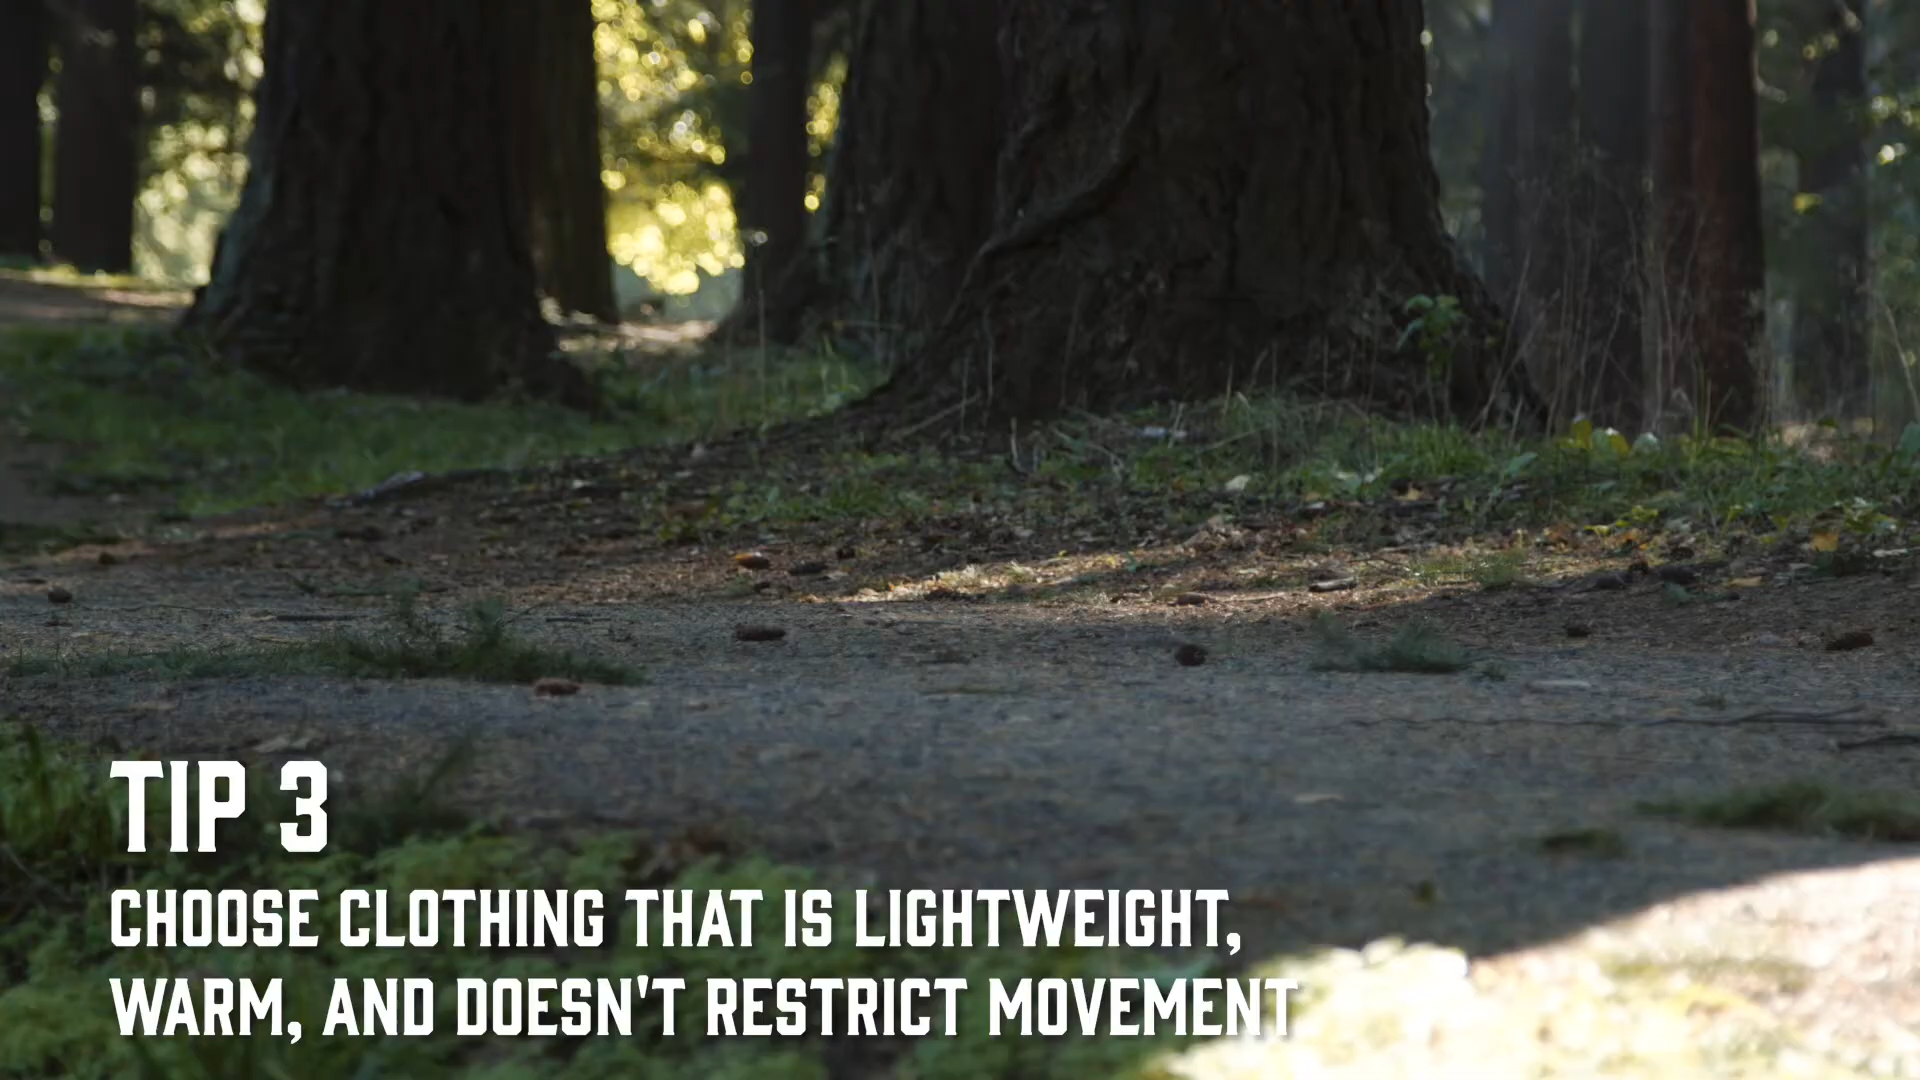 TIP 3
CHOOSE CLOTHING THAT IS LIGHTWEIGHT,
WARM, AND DOESN'T RESTRICT MOVEMENT.